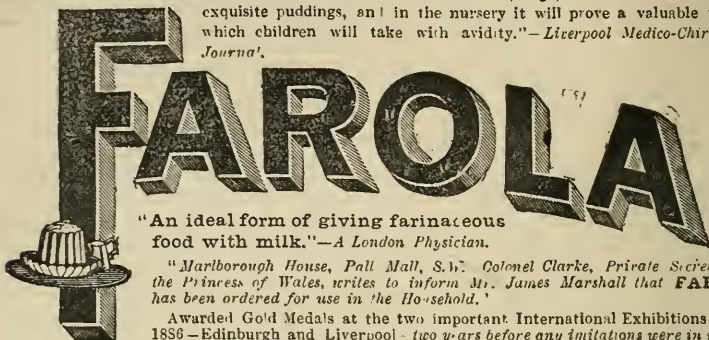 exquisite puddings, and in the nursery it will prove a valuable
which children will take with avidity."—Liverpool Medico-Chir
Journal.
FAROLA
"An ideal form of giving farinaceous
food with milk."—A London Physician.
"Marlborough House, Pall Mall, S.W. Colonel Clarke, Private Secre
the Princess of Wales, writes to inform Mr. James Marshall that FA
has been ordered for use in the Household.'
Awarded Gold Medals at the two important International Exhibitions
1886—Edinburgh and Liverpool - two years before any imitations were in